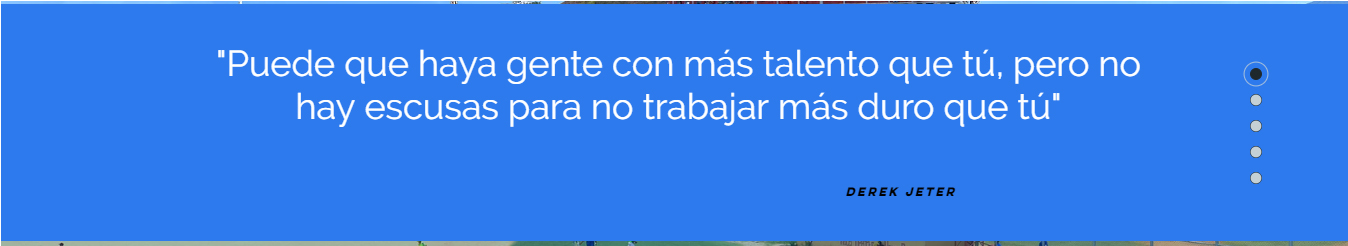 "Puede que haya gente con más talento que tú, pero no
hay escusas para no trabajar más duro que tú"
DEREK JETER